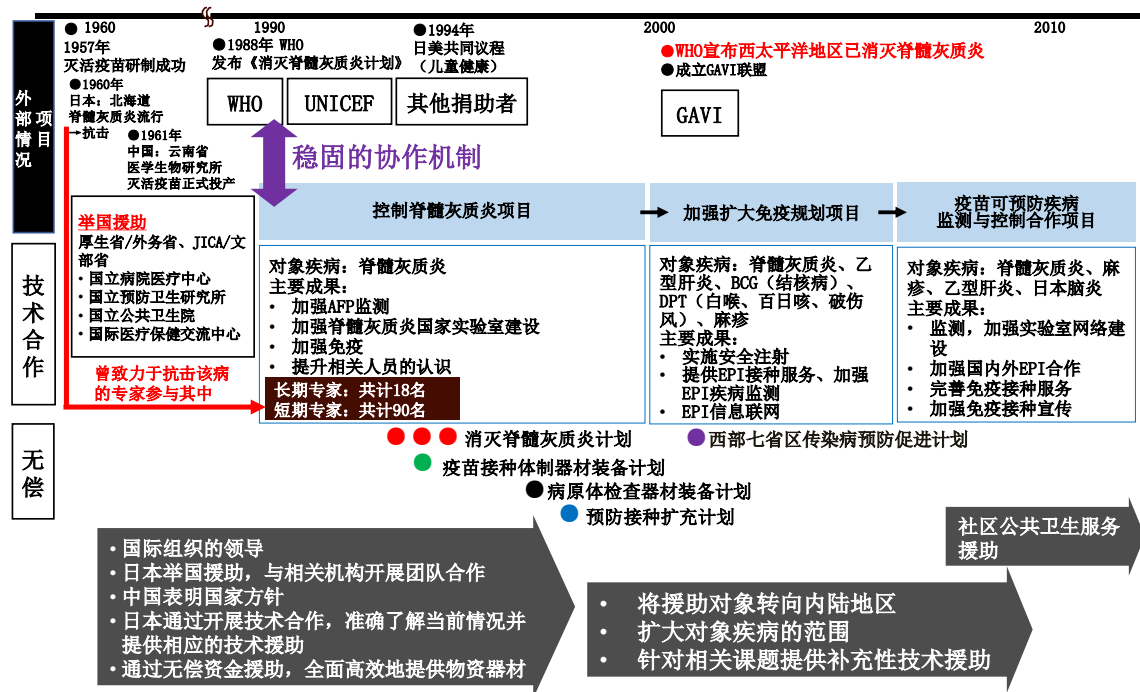 1960
1990
2000
2010
外部情况
项目
1957年
灭活疫苗研制成功
●1960年
日本：北海道
脊髓灰质炎流行
→抗击
●1961年
中国：云南省
医学生物研究所
灭活疫苗正式投产
●1988年 WHO
发布《消灭脊髓灰质炎计划》
●1994年
日美共同议程
（儿童健康）
●WHO宣布西太平洋地区已消灭脊髓灰质炎
●成立GAVI联盟
WHO
UNICEF
其他捐助者
GAVI
稳固的协作机制
控制脊髓灰质炎项目
加强扩大免疫规划项目
疫苗可预防疾病
监测与控制合作项目
举国援助
厚生省/外务省、JICA/文
部省
·国立病院医疗中心
·国立预防卫生研究所
·国立公共卫生院
·国际医疗保健交流中心
曾致力于抗击该病
的专家参与其中
技术合作
对象疾病：脊髓灰质炎
主要成果：
• 加强AFP监测
• 加强脊髓灰质炎国家实验室建设
• 加强免疫
• 提升相关人员的认识
长期专家：共计18名
短期专家：共计90名
对象疾病：脊髓灰质炎、乙
型肝炎、BCG（结核病）、
DPT（白喉、百日咳、破伤
风）、麻疹
主要成果：
• 实施安全注射
• 提供EPI接种服务、加强
EPI疾病监测
• EPI信息联网
对象疾病：脊髓灰质炎、麻
疹、乙型肝炎、日本脑炎
主要成果：
• 监测，加强实验室网络建
设
• 加强国内外EPI合作
• 完善免疫接种服务
• 加强免疫接种宣传
无偿
消灭脊髓灰质炎计划
西部七省区传染病预防促进计划
疫苗接种体制器材装备计划
病原体检查器材装备计划
预防接种扩充计划
社区公共卫生服务
援助
·国际组织的领导
·日本举国援助，与相关机构开展团队合作
·中国表明国家方针
·日本通过开展技术合作，准确了解当前情况并
提供相应的技术援助
·通过无偿资金援助，全面高效地提供物资器材
• 将援助对象转向内陆地区
• 扩大对象疾病的范围
• 针对相关课题提供补充性技术援助